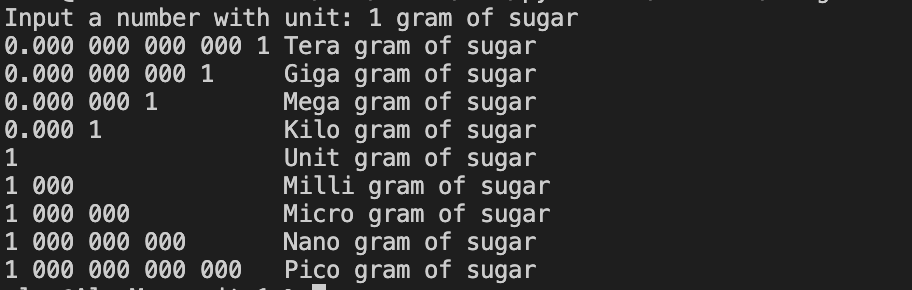 Input a number with unit: 1 gram of sugar
0.000 000 000 000 1 Tera gram of sugar
0.000 000 000 1     Giga gram of sugar
0.000 000 1         Mega gram of sugar
0.000 1             Kilo gram of sugar
1                   Unit gram of sugar
1 000               Milli gram of sugar
1 000 000           Micro gram of sugar
1 000 000 000       Nano gram of sugar
1 000 000 000 000   Pico gram of sugar